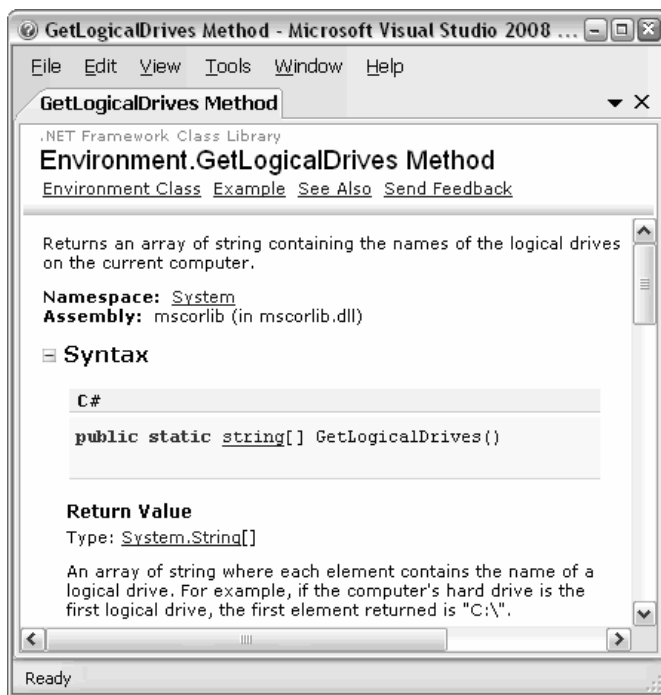 GetLogicalDrives Method - Microsoft Visual Studio 2008 ...
File Edit View Tools Window Help
GetLogicalDrives Method
.NET Framework Class Library
Environment.GetLogicalDrives Method
Environment Class Example See Also Send Feedback
Returns an array of string containing the names of the logical drives
on the current computer.
Namespace: System
Assembly: mscorlib (in mscorlib.dll)
Syntax
C#
public static string[] GetLogicalDrives()
Return Value
Type: System.String[]
An array of string where each element contains the name of a
logical drive. For example, if the computer's hard drive is the
first logical drive, the first element returned is "C:\".
Ready